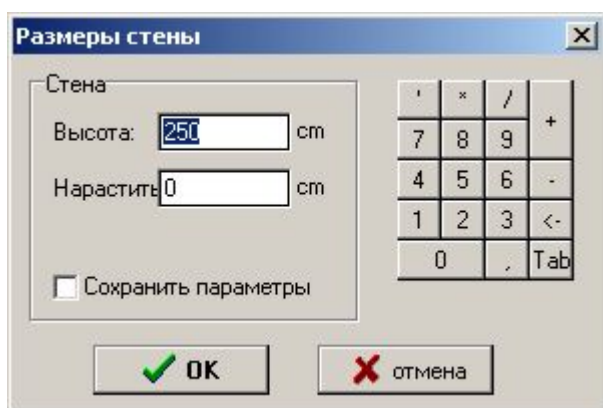 Размеры стены
Стена
Высота: 250 cm
Нарастить 0 cm
Сохранить параметры
' * / +
7 8 9
4 5 6 -
1 2 3 <-
0 , Tab
OK отмена